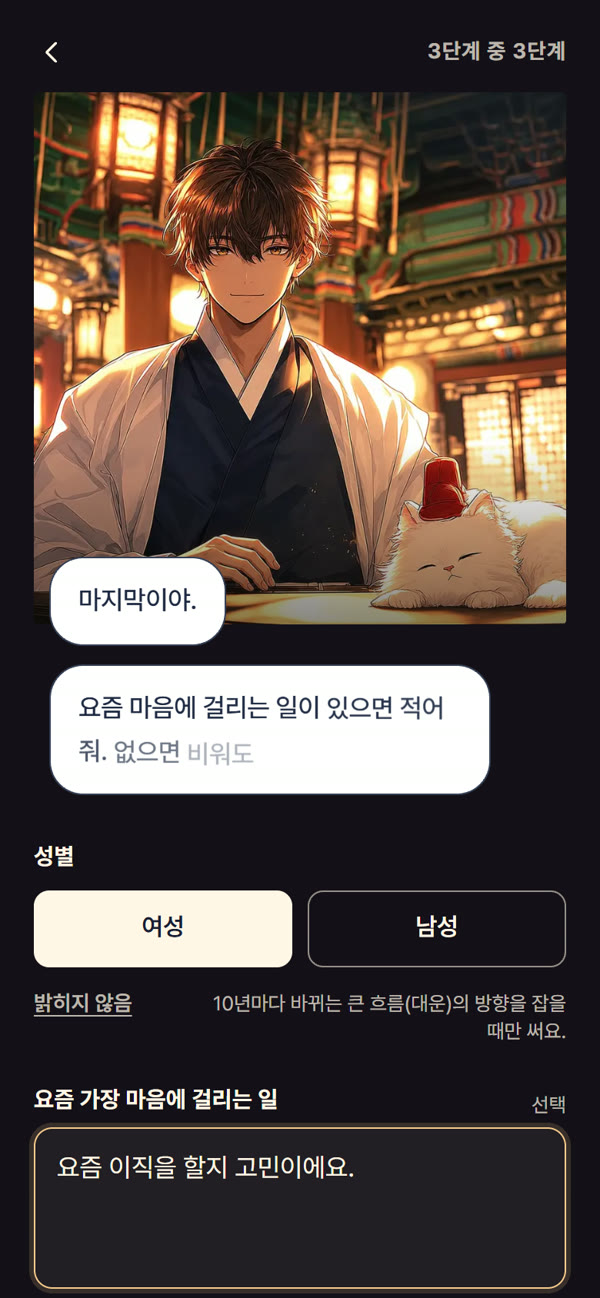 3단계 중 3단계
마지막이야.
요즘 마음에 걸리는 일이 있으면 적어
줘. 없으면 비워도
성별
여성
남성
밝히지 않음
10년마다 바뀌는 큰 흐름(대운)의 방향을 잡을
때만 써요.
요즘 가장 마음에 걸리는 일
선택
요즘 이직을 할지 고민이에요.